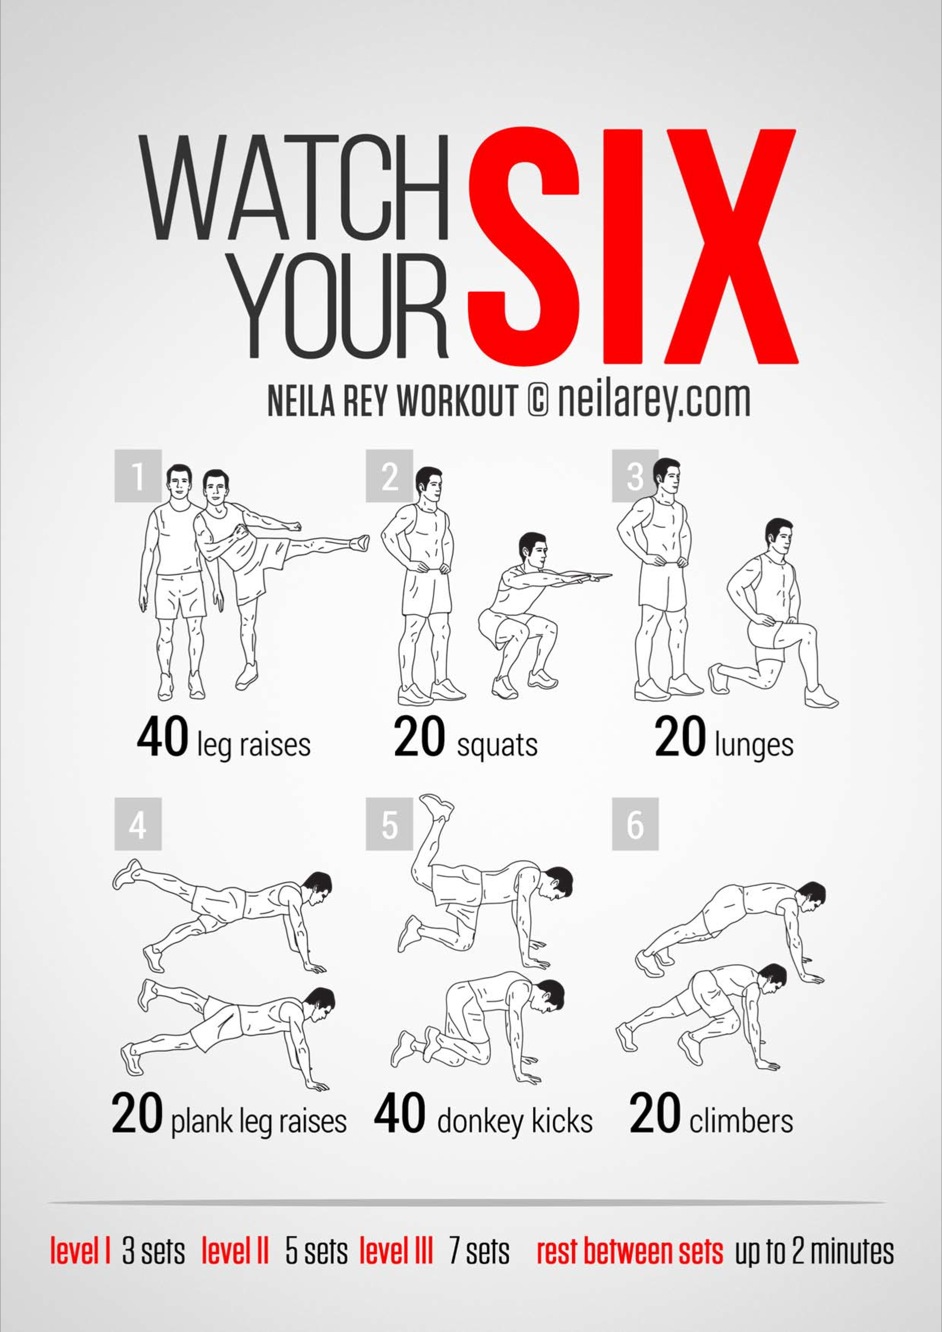 WATCH
YOUR
SIX
NEILA REY WORKOUT © neilarey.com
1
2
3
40 leg raises
20 squats
20 lunges
4
5
6
20 plank leg raises
40 donkey kicks
20 climbers
level I 3 sets level II 5 sets level III 7 sets rest between sets up to 2 minutes